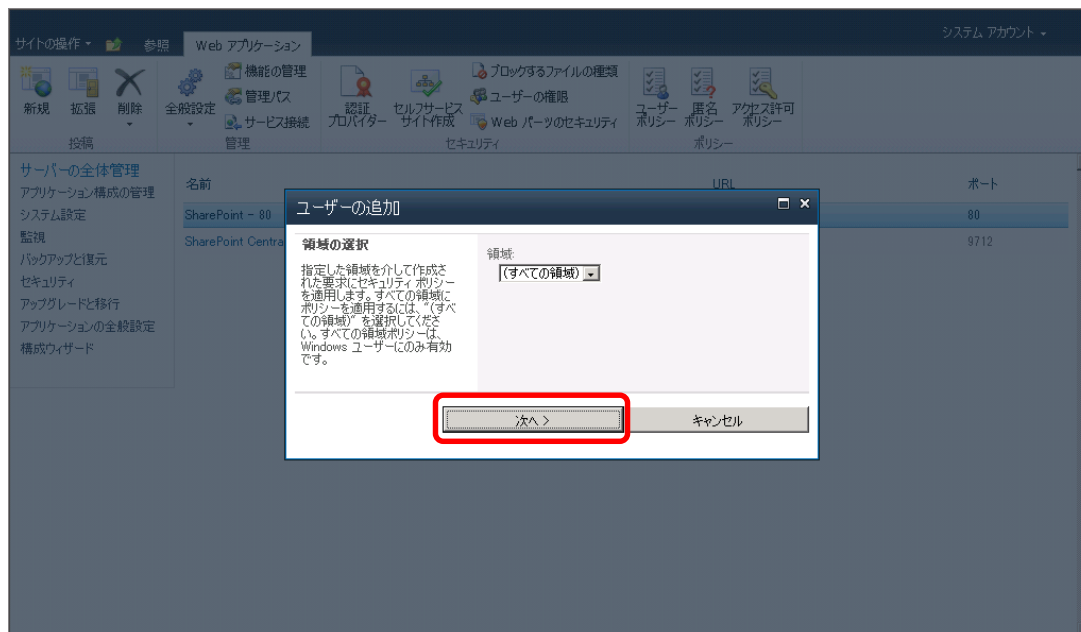 システム アカウント
サイトの操作 参照 Web アプリケーション
新規 拡張 削除
投稿
全般設定
機能の管理
管理パス
サービス接続
管理
認証
プロバイダー
セルフサービス
サイト作成
ブロックするファイルの種類
ユーザーの権限
Web パーツのセキュリティ
セキュリティ
ユーザー
ポリシー
匿名
ポリシー
アクセス許可
ポリシー
ポリシー
サーバーの全体管理
アプリケーション構成の管理
システム設定
監視
バックアップと復元
セキュリティ
アップグレードと移行
アプリケーションの全般設定
構成ウィザード
名前 URL ポート
SharePoint - 80 80
SharePoint Centra 9712
ユーザーの追加
領域の選択
指定した領域を介して作成さ
れた要求にセキュリティ ポリシー
を適用します。すべての領域に
ポリシーを適用するには、"(すべ
ての領域)" を選択してくださ
い。すべての領域ポリシーは、
Windows ユーザーにのみ有効
です。
領域:
(すべての領域)
次へ >
キャンセル